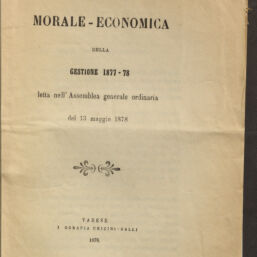 MORALE-ECONOMICA
DELLA
GESTIONE 1877-78
letta nell'Assemblea generale ordinaria
del 13 maggio 1878
VARESE
1878.